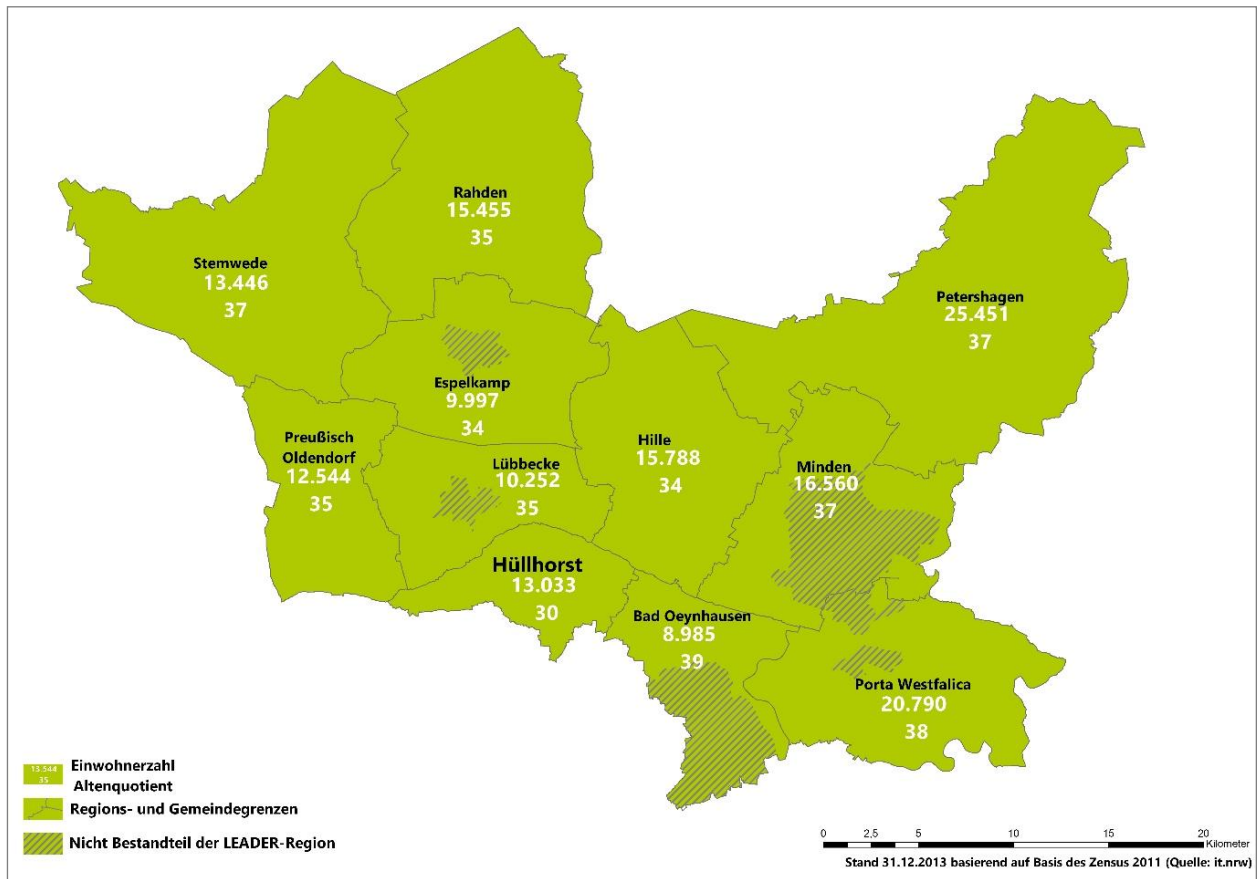 Rahden
15.455
35
Stemwede
13.446
37
Petershagen
25.451
37
Espelkamp
9.997
34
Preußisch
Oldendorf
12.544
35
Hille
15.788
34
Lübbecke
10.252
35
Minden
16.560
37
Hüllhorst
13.033
30
Bad Oeynhausen
8.985
39
Porta Westfalica
20.790
38
13.544
35
Einwohnerzahl
Altenquotient
Regions- und Gemeindegrenzen
Nicht Bestandteil der LEADER-Region
0 2,5 5 10 15 20
Kilometer
Stand 31.12.2013 basierend auf Basis des Zensus 2011 (Quelle: it.nrw)